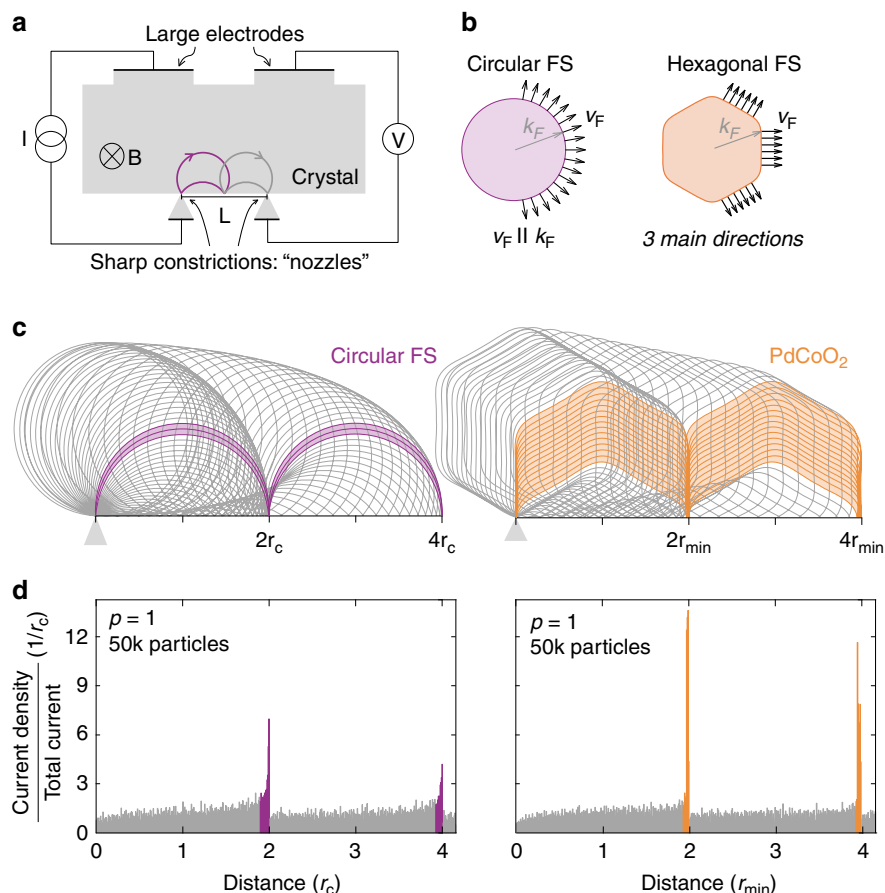 a
Large electrodes
I
B
V
Crystal
L
Sharp constrictions: “nozzles”
b
Circular FS
Hexagonal FS
k_F
v_F
k_F
v_F
v_F II k_F
3 main directions
c
Circular FS
PdCoO₂
2r_c
4r_c
2r_min
4r_min
d
p = 1
50k particles
p = 1
50k particles
Current density
Total current
(1/r_c)
12
9
6
3
0
0
1
2
3
4
0
1
2
3
4
Distance (r_c)
Distance (r_min)